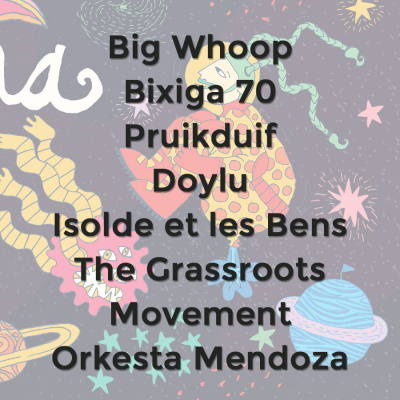 Big Whoop
Bixiga 70
Pruikduif
Doylu
Isolde et les Bens
The Grassroots
Movement
Orkesta Mendoza